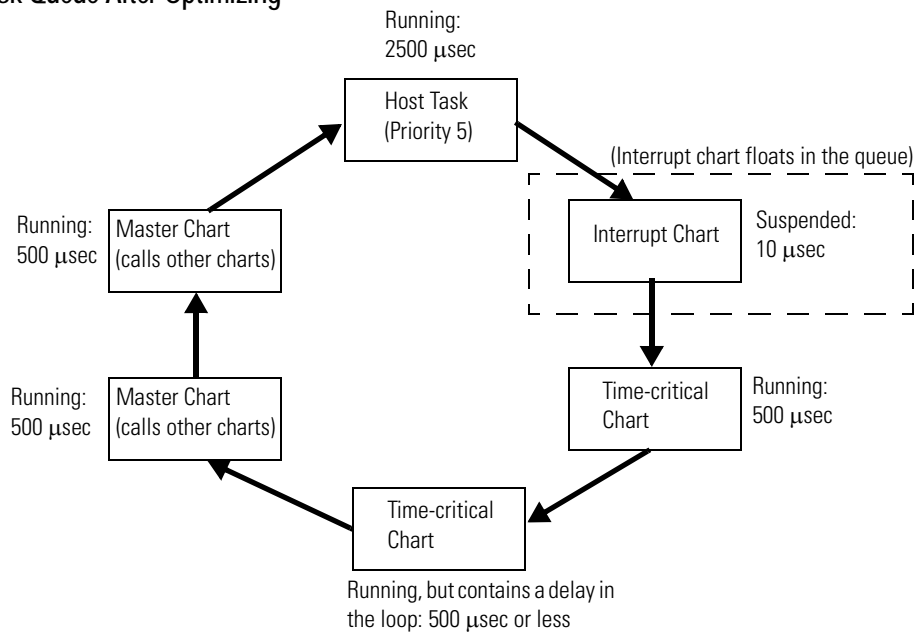 Queue After Optimizing
Running:
2500 μsec
Host Task
(Priority 5)
(Interrupt chart floats in the queue)
Interrupt Chart
Suspended:
10 μsec
Time-critical
Chart
Running:
500 μsec
Time-critical
Chart
Running, but contains a delay in
the loop: 500 μsec or less
Running:
500 μsec
Master Chart
(calls other charts)
Running:
500 μsec
Master Chart
(calls other charts)